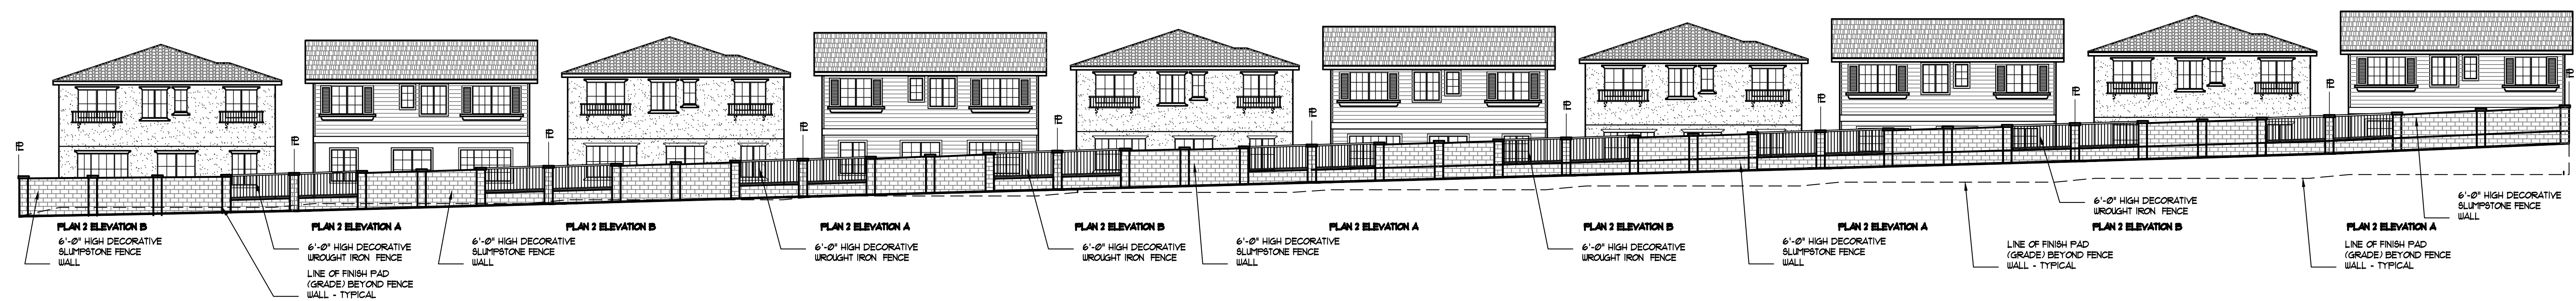 PLAN 2 ELEVATION B
6'-0" HIGH DECORATIVE
SLUMPSTONE FENCE
WALL
PLAN 2 ELEVATION A
6'-0" HIGH DECORATIVE
WROUGHT IRON FENCE
LINE OF FINISH PAD
(GRADE) BEYOND FENCE
WALL - TYPICAL
6'-0" HIGH DECORATIVE
SLUMPSTONE FENCE
WALL
PLAN 2 ELEVATION B
PLAN 2 ELEVATION A
6'-0" HIGH DECORATIVE
WROUGHT IRON FENCE
PLAN 2 ELEVATION B
6'-0" HIGH DECORATIVE
WROUGHT IRON FENCE
6'-0" HIGH DECORATIVE
SLUMPSTONE FENCE
WALL
PLAN 2 ELEVATION A
PLAN 2 ELEVATION B
6'-0" HIGH DECORATIVE
WROUGHT IRON FENCE
PLAN 2 ELEVATION A
6'-0" HIGH DECORATIVE
SLUMPSTONE FENCE
WALL
6'-0" HIGH DECORATIVE
WROUGHT IRON FENCE
PLAN 2 ELEVATION B
LINE OF FINISH PAD
(GRADE) BEYOND FENCE
WALL - TYPICAL
6'-0" HIGH DECORATIVE
SLUMPSTONE FENCE
WALL
PLAN 2 ELEVATION A
LINE OF FINISH PAD
(GRADE) BEYOND FENCE
WALL - TYPICAL